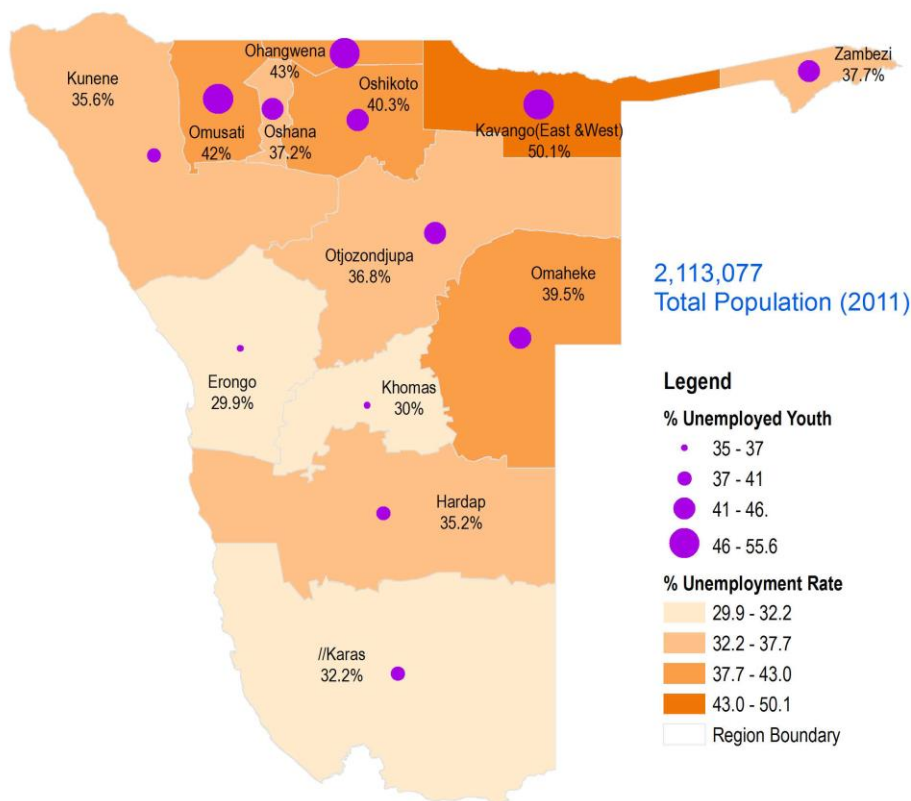 Ohangwena
43%
Zambezi
37.7%
Kunene
35.6%
Oshikoto
40.3%
Omusati
42%
Oshana
37.2%
Kavango(East &West)
50.1%
Otjozondjupa
36.8%
Omaheke
39.5%
2,113,077
Total Population (2011)
Erongo
29.9%
Khomas
30%
Hardap
35.2%
//Karas
32.2%
Legend
% Unemployed Youth
35 - 37
37 - 41
41 - 46.
46 - 55.6
% Unemployment Rate
29.9 - 32.2
32.2 - 37.7
37.7 - 43.0
43.0 - 50.1
Region Boundary